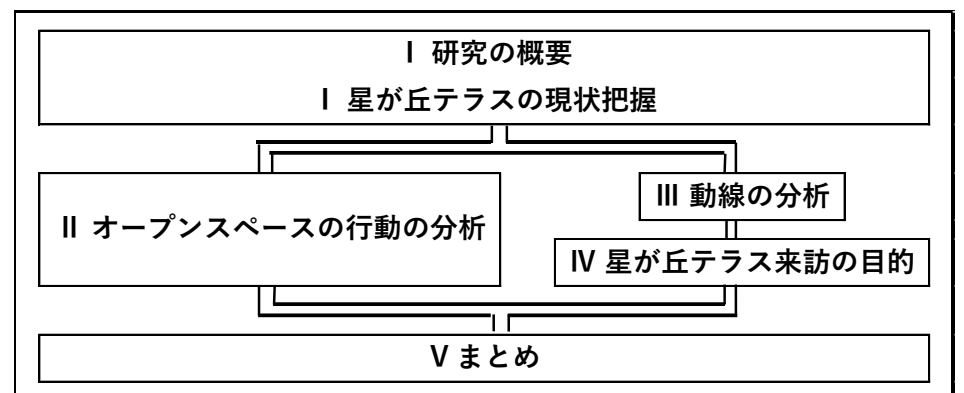 Ⅰ 研究の概要
Ⅰ 星が丘テラスの現状把握
Ⅱ オープンスペースの行動の分析
Ⅲ 動線の分析
Ⅳ 星が丘テラス来訪の目的
Ⅴ まとめ